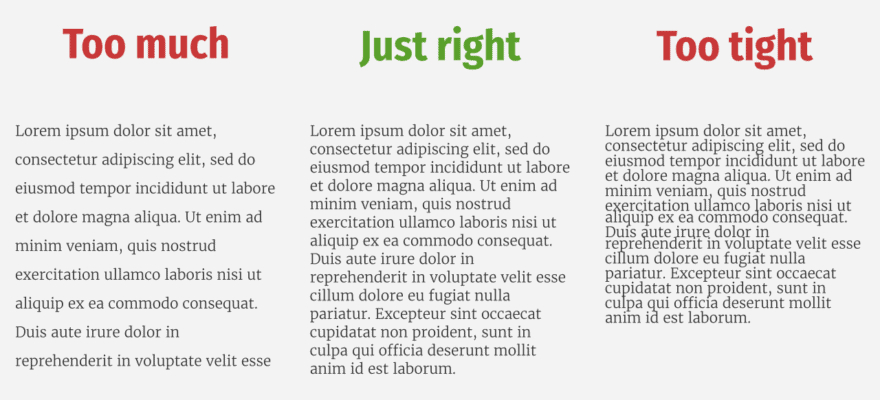 Too much
Lorem ipsum dolor sit amet,
consectetur adipiscing elit, sed do
eiusmod tempor incididunt ut labore
et dolore magna aliqua. Ut enim ad
minim veniam, quis nostrud
exercitation ullamco laboris nisi ut
aliquip ex ea commodo consequat.
Duis aute irure dolor in
reprehenderit in voluptate velit esse
Just right
Lorem ipsum dolor sit amet,
consectetur adipiscing elit, sed do
eiusmod tempor incididunt ut labore
et dolore magna aliqua. Ut enim ad
minim veniam, quis nostrud
exercitation ullamco laboris nisi ut
aliquip ex ea commodo consequat.
Duis aute irure dolor in
reprehenderit in voluptate velit esse
cillum dolore eu fugiat nulla
pariatur. Excepteur sint occaecat
cupidatat non proident, sunt in
culpa qui officia deserunt mollit
anim id est laborum.
Too tight
Lorem ipsum dolor sit amet,
consectetur adipiscing elit, sed do
eiusmod tempor incididunt ut labore
et dolore magna aliqua. Ut enim ad
minim veniam, quis nostrud
exercitation ullamco laboris nisi ut
aliquip ex ea commodo consequat.
Duis aute irure dolor in
reprehenderit in voluptate velit esse
cillum dolore eu fugiat nulla
pariatur. Excepteur sint occaecat
cupidatat non proident, sunt in
culpa qui officia deserunt mollit
anim id est laborum.